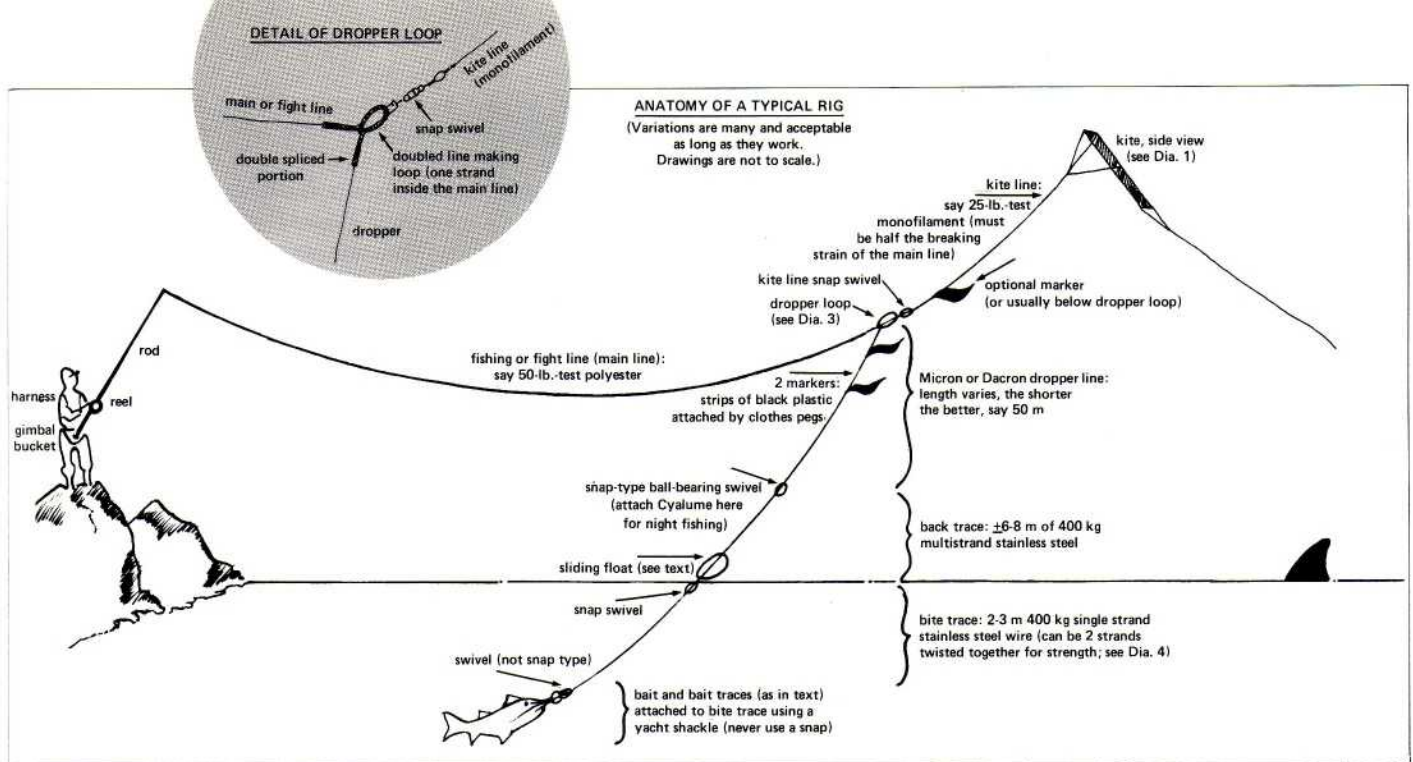 DETAIL OF DROPPER LOOP
kite line
(monofilament)
main or fight line
snap swivel
double spliced
portion
doubled line making
loop (one strand
inside the main line)
dropper
ANATOMY OF A TYPICAL RIG
(Variations are many and acceptable
as long as they work.
Drawings are not to scale.)
kite, side view
(see Dia. 1)
kite line:
say 25-lb.-test
monofilament (must
be half the breaking
strain of the main line)
kite line snap swivel
optional marker
(or usually below dropper loop)
dropper loop
(see Dia. 3)
rod
fishing or fight line (main line):
say 50-lb.-test polyester
2 markers:
strips of black plastic
attached by clothes pegs.
Micron or Dacron dropper line:
length varies, the shorter
the better, say 50 m
harness
reel
gimbal
bucket
snap-type ball-bearing swivel
(attach Cyalume here
for night fishing)
back trace: ±6-8 m of 400 kg
multistrand stainless steel
sliding float (see text)
snap swivel
bite trace: 2-3 m 400 kg single strand
stainless steel wire (can be 2 strands
twisted together for strength; see Dia. 4)
swivel (not snap type)
bait and bait traces (as in text)
attached to bite trace using a
yacht shackle (never use a snap)